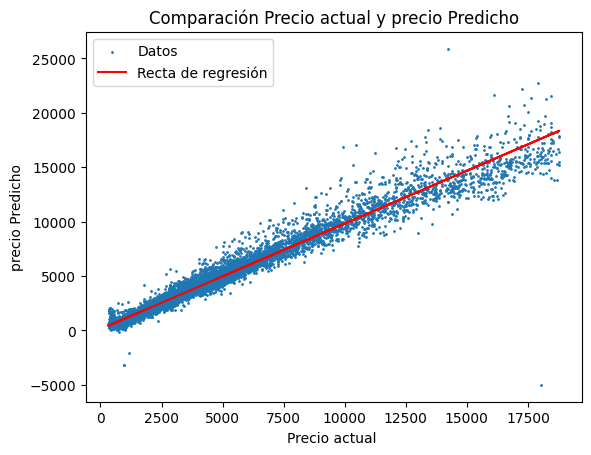 Comparación Precio actual y precio Predicho
Datos
Recta de regresión
25000
20000
15000
10000
5000
0
−5000
precio Predicho
0 2500 5000 7500 10000 12500 15000 17500
Precio actual